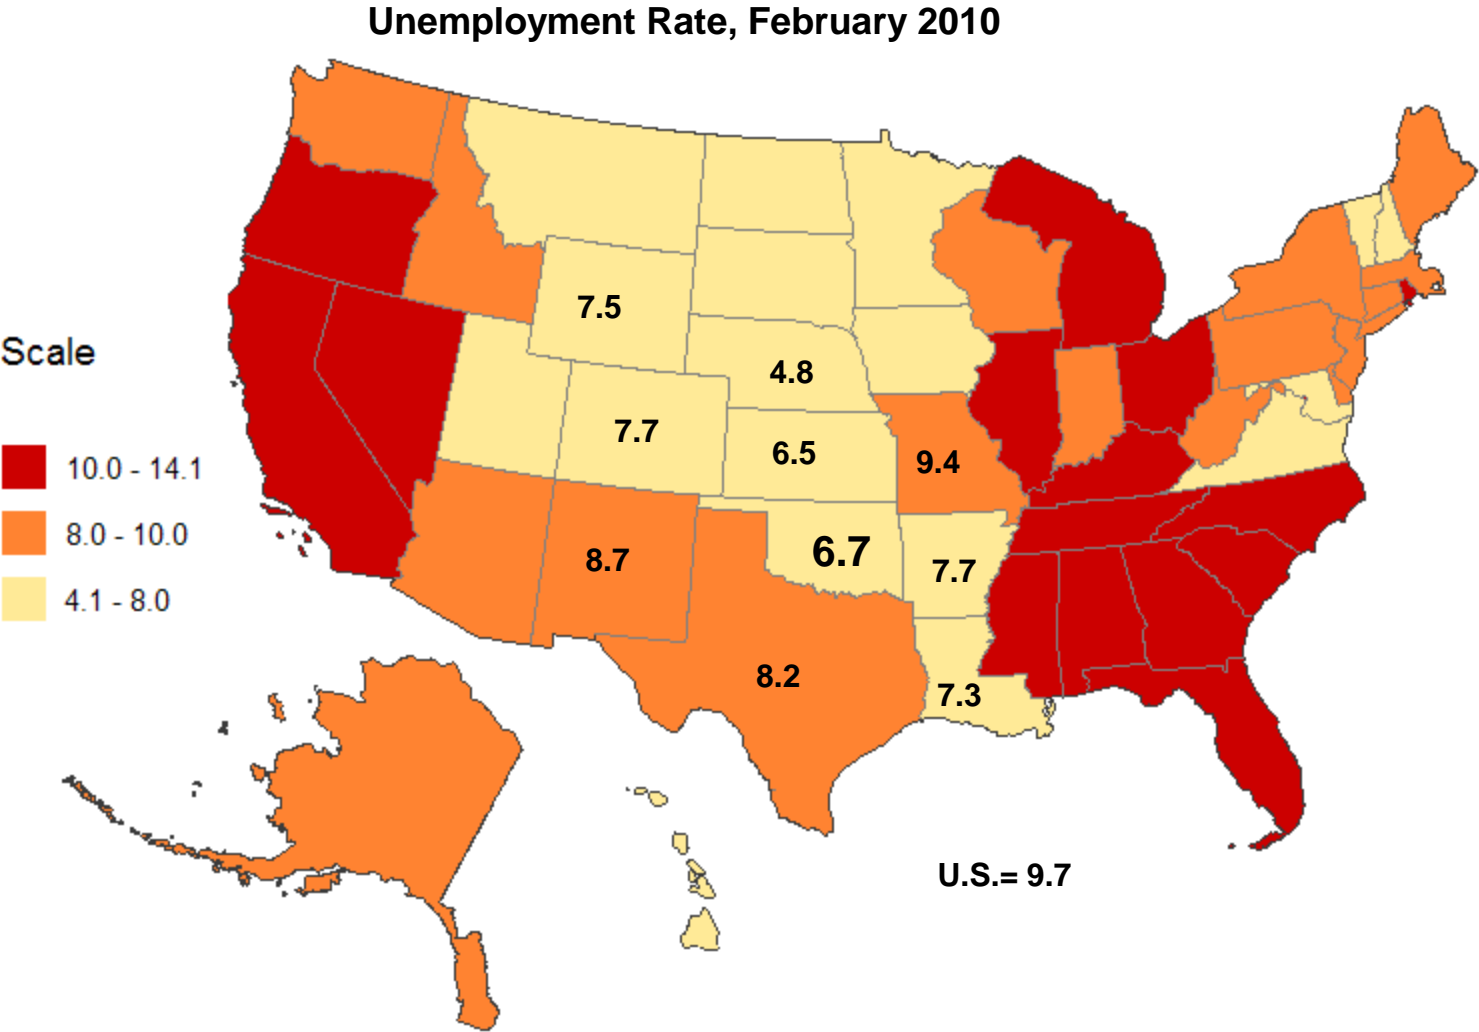 Unemployment Rate, February 2010
7.5
Scale
4.8
7.7
6.5
9.4
10.0 - 14.1
8.0 - 10.0
6.7
8.7
7.7
4.1 - 8.0
8.2
7.3
U.S.= 9.7